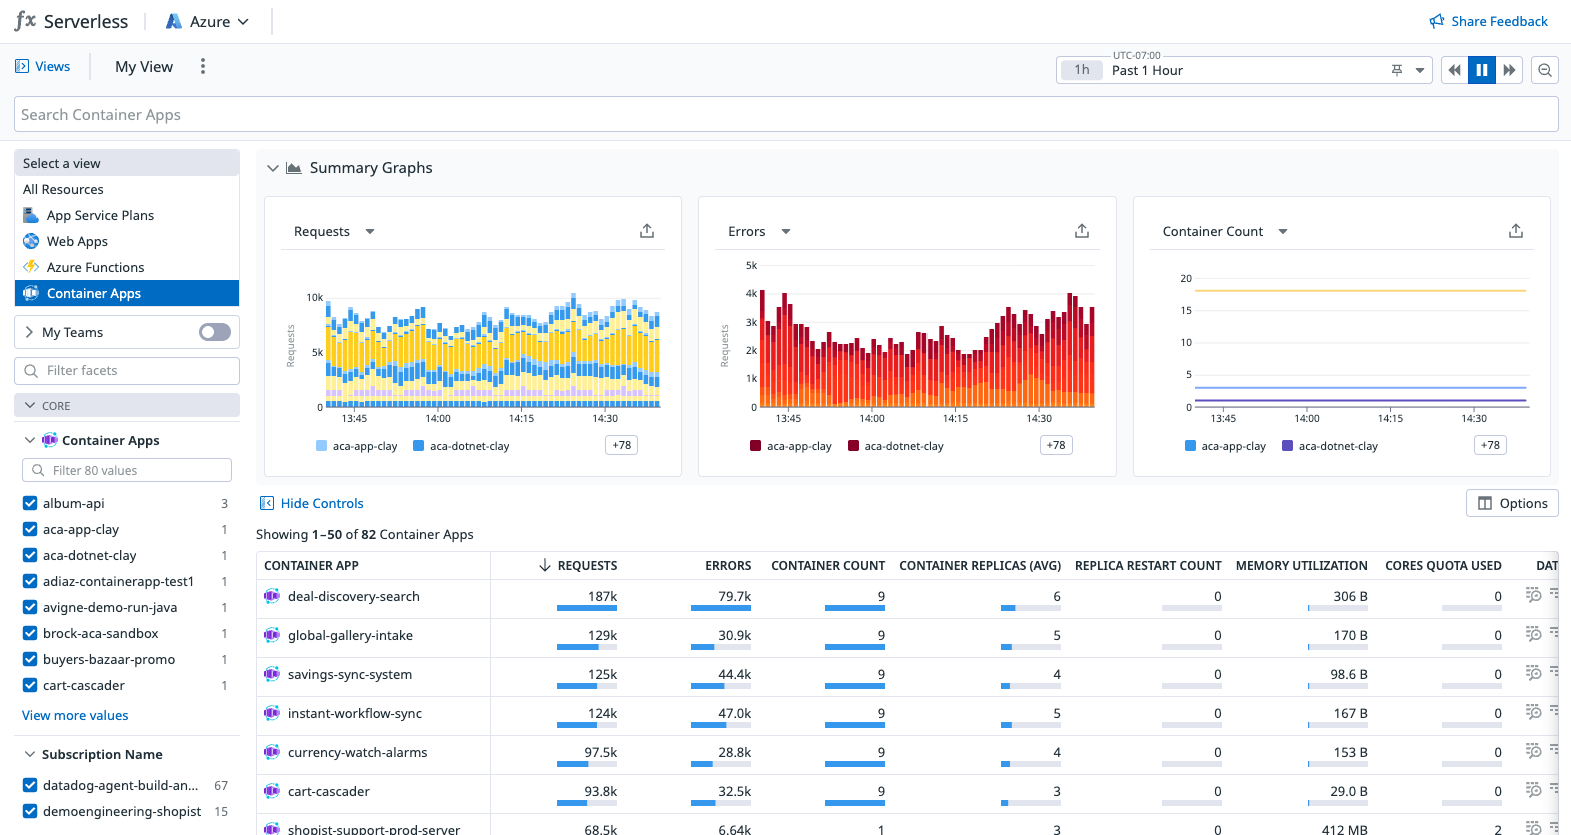 fx Serverless
Azure
Share Feedback
Views
My View
UTC-07:00
1h
Past 1 Hour
Search Container Apps
Select a view
All Resources
App Service Plans
Web Apps
Azure Functions
Container Apps
My Teams
Filter facets
CORE
Container Apps
Filter 80 values
album-api 3
aca-app-clay 1
aca-dotnet-clay 1
adiaz-containerapp-test1 1
avigne-demo-run-java 1
brock-aca-sandbox 1
buyers-bazaar-promo 1
cart-cascader 1
View more values
Subscription Name
datadog-agent-build-an... 67
demoengineering-shopist 15
Summary Graphs
Requests
Requests
10k
5k
0
13:45 14:00 14:15 14:30
aca-app-clay aca-dotnet-clay +78
Errors
Requests
5k
4k
3k
2k
1k
0
13:45 14:00 14:15 14:30
aca-app-clay aca-dotnet-clay +78
Container Count
20
15
10
5
0
13:45 14:00 14:15 14:30
aca-app-clay aca-dotnet-clay +78
Hide Controls
Options
Showing 1–50 of 82 Container Apps
CONTAINER APP REQUESTS ERRORS CONTAINER COUNT CONTAINER REPLICAS (AVG) REPLICA RESTART COUNT MEMORY UTILIZATION CORES QUOTA USED DAT
deal-discovery-search 187k 79.7k 9 6 0 306 B 0
global-gallery-intake 129k 30.9k 9 5 0 170 B 0
savings-sync-system 125k 44.4k 9 4 0 98.6 B 0
instant-workflow-sync 124k 47.0k 9 5 0 167 B 0
currency-watch-alarms 97.5k 28.8k 9 4 0 153 B 0
cart-cascader 93.8k 32.5k 9 3 0 29.0 B 0
shopist-support-prod-server 68.5k 6.64k 1 3 0 412 MB 2